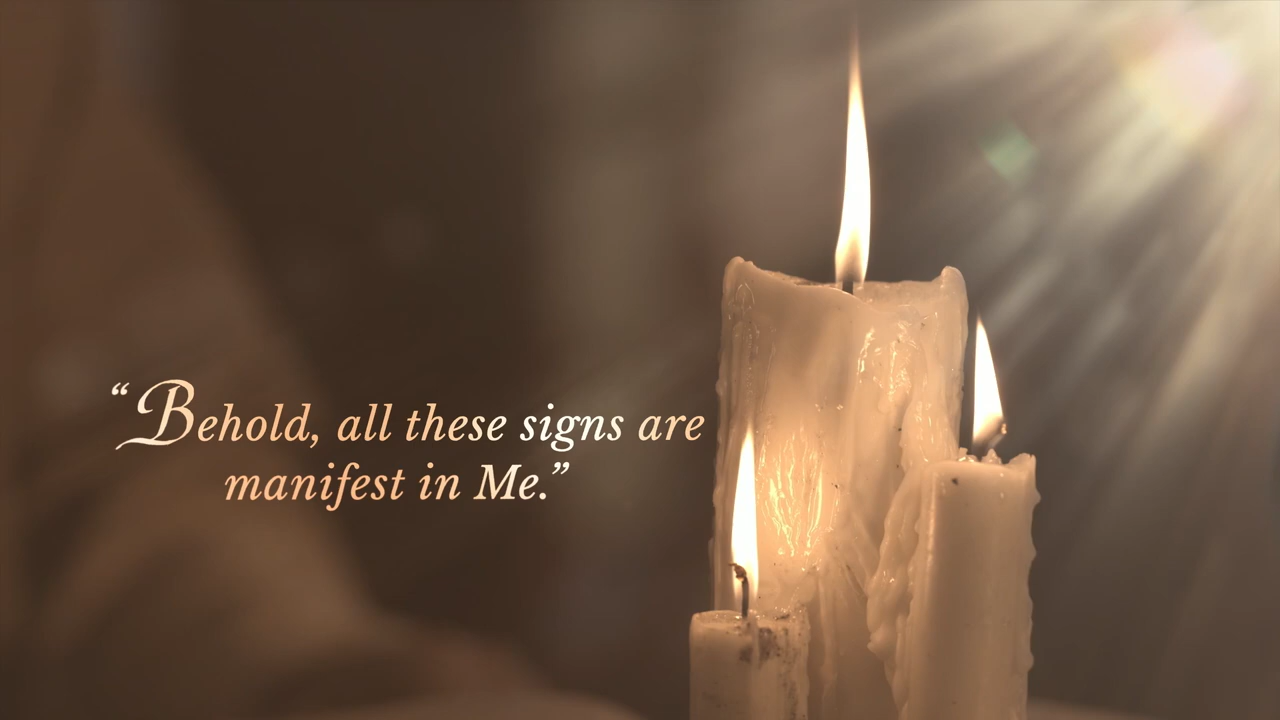 “Behold, all these signs are
manifest in Me.”